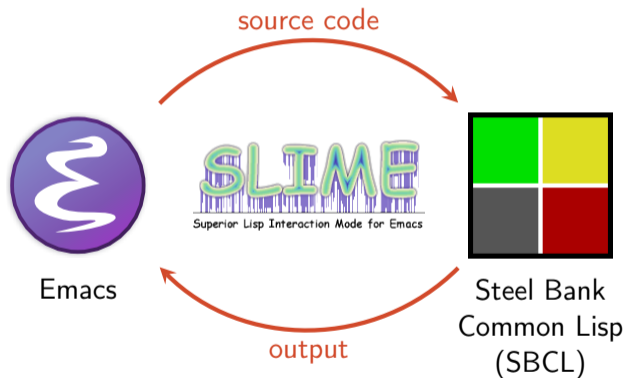 source code
SLIME
Superior Lisp Interaction Mode for Emacs
Emacs
Steel Bank
Common Lisp
(SBCL)
output